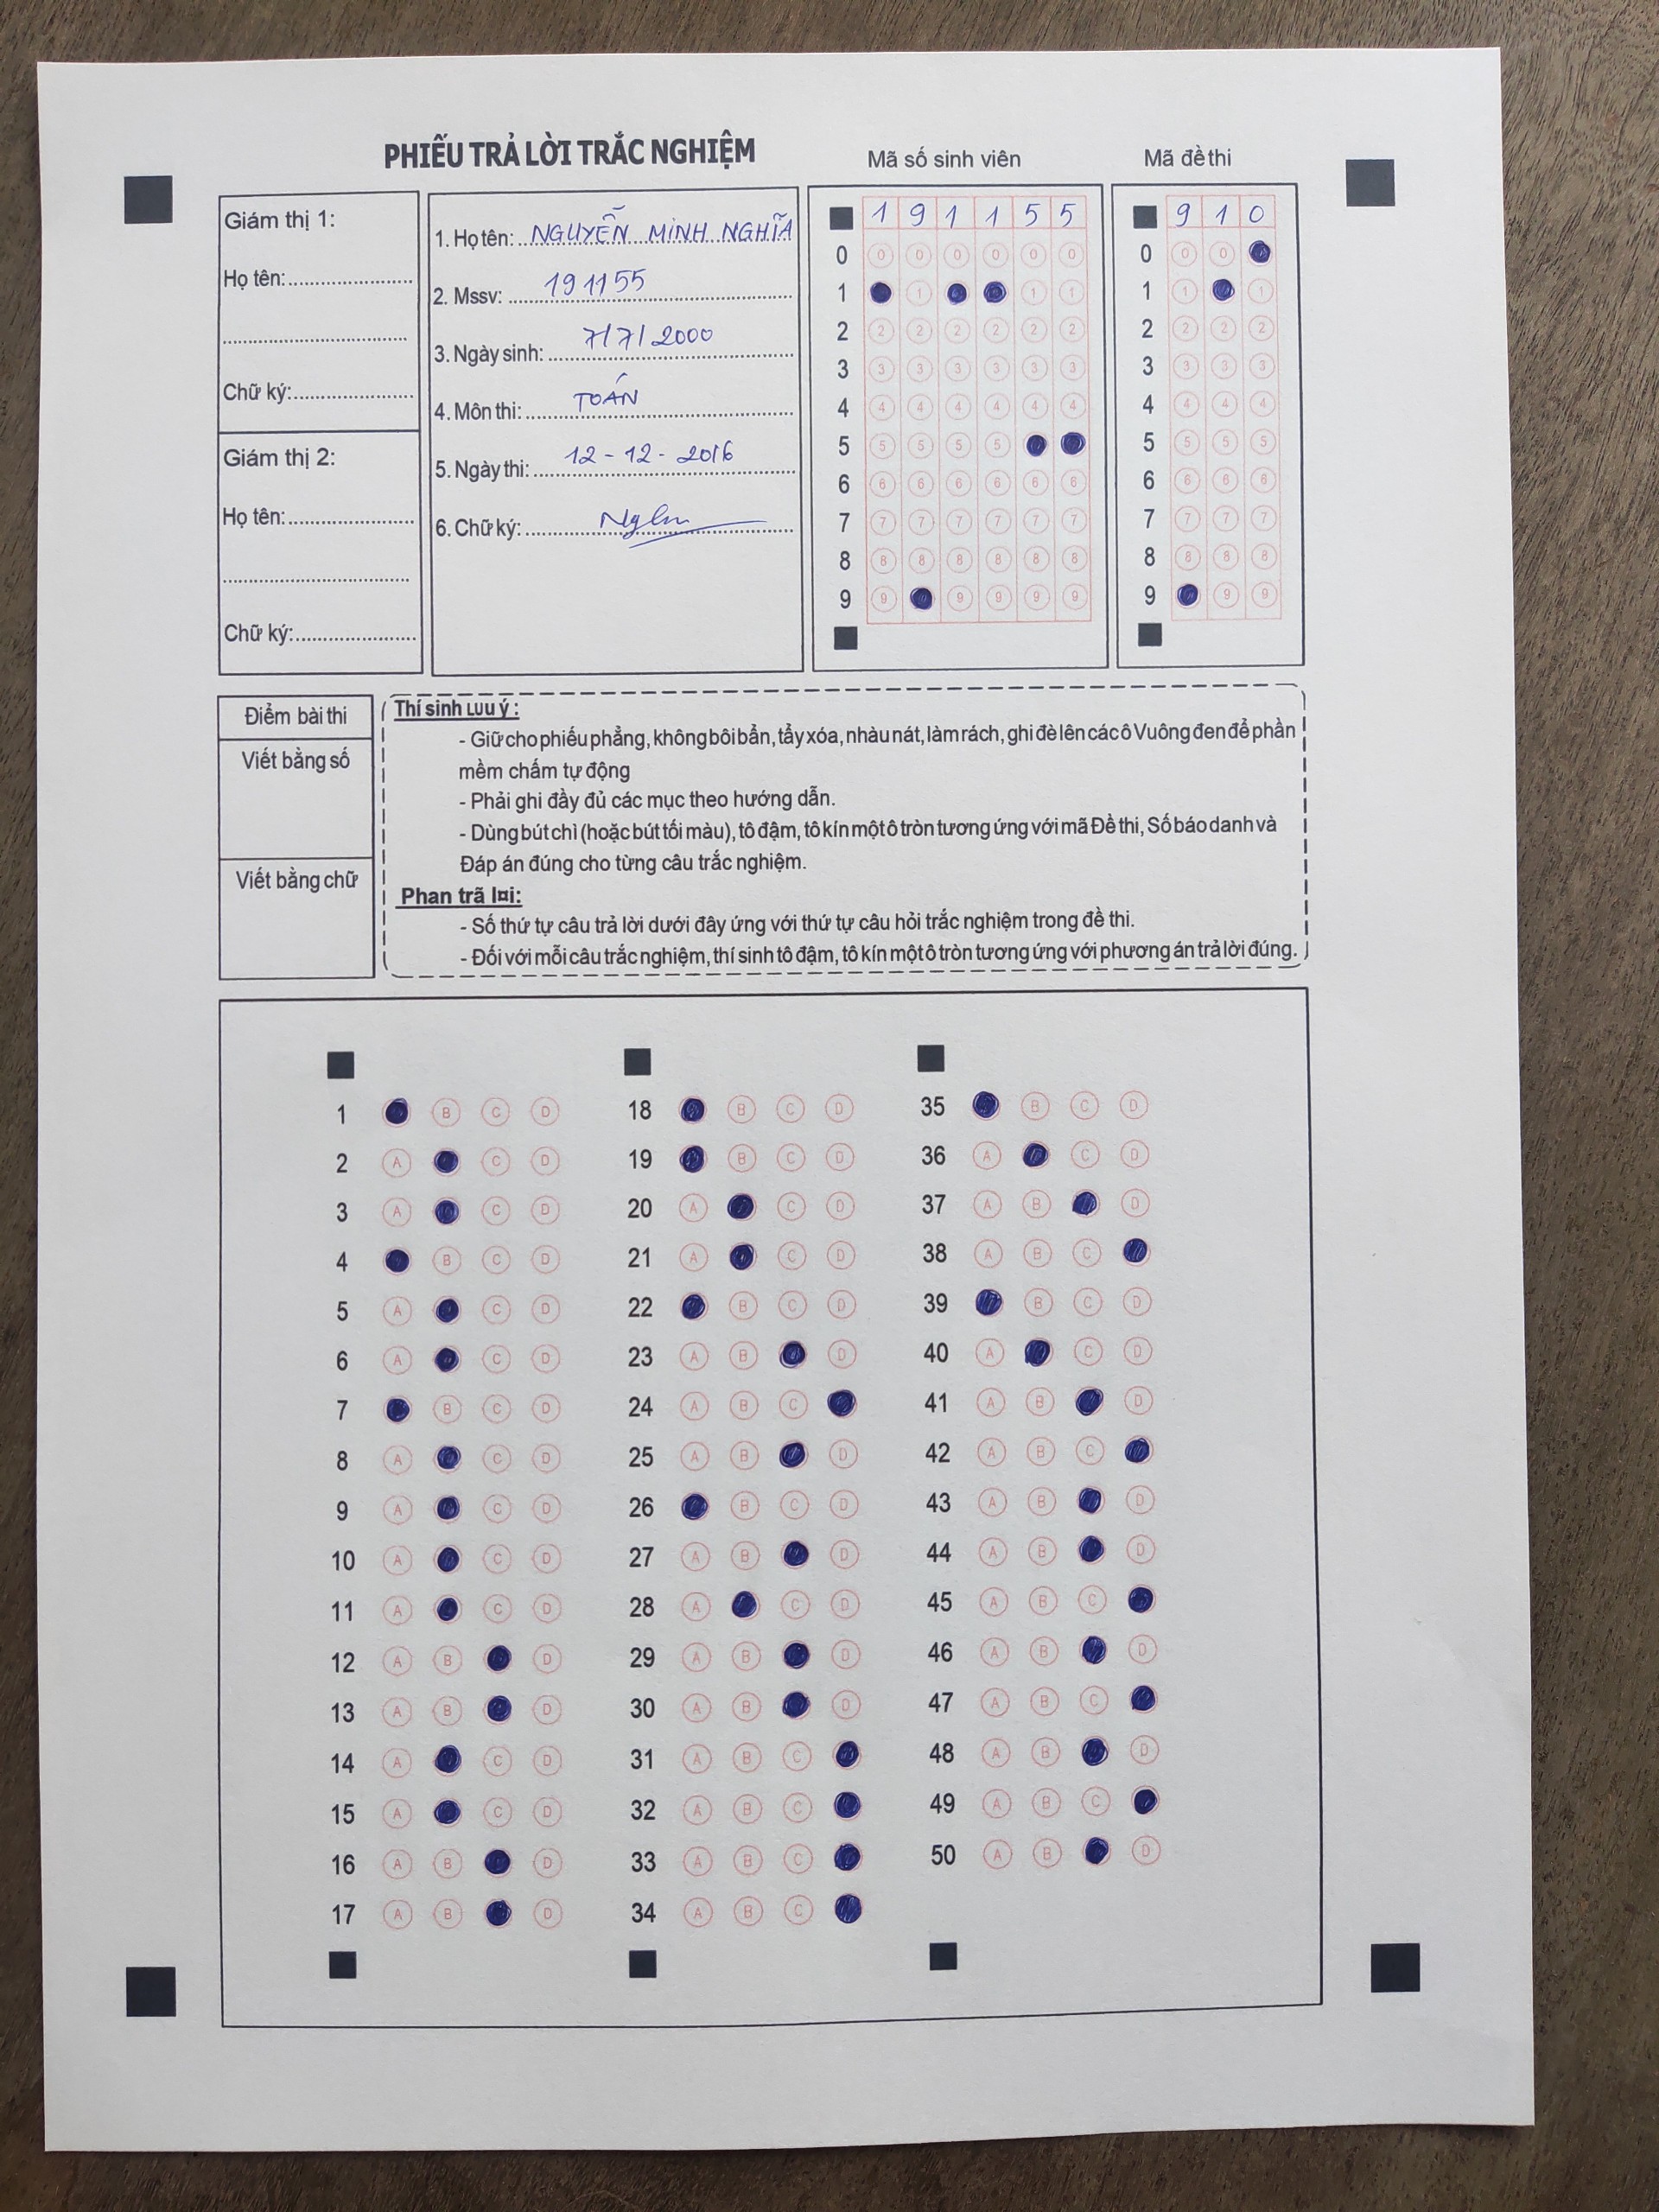 PHIẾU TRẢ LỜI TRẮC NGHIỆM
Mã số sinh viên
Mã đề thi
Giám thị 1:
Họ tên:
Chữ ký:
Giám thị 2:
Họ tên:
Chữ ký:
1. Họ tên: NGUYỄN MINH NGHĨA
2. Mssv: 191155
3. Ngày sinh: 7/7/2000
4. Môn thi: TOÁN
5. Ngày thi: 12-12-2016
6. Chữ ký:
1 9 1 1 5 5
0 0 0 0 0 0 0
1 1 1 1
2 2 2 2 2 2 2
3 3 3 3 3 3 3
4 4 4 4 4 4 4
5 5 5 5 5
6 6 6 6 6 6 6
7 7 7 7 7 7 7
8 8 8 8 8 8 8
9 9 9 9 9 9
9 1 0
0 0 0
1 1 1
2 2 2 2
3 3 3 3
4 4 4 4
5 5 5 5
6 6 6 6
7 7 7 7
8 8 8 8
9 9 9
Điểm bài thi
Viết bằng số
Viết bằng chữ
Thí sinh LƯu ý :
- Giữ cho phiếu phẳng, không bôi bẩn, tẩy xóa, nhàu nát, làm rách, ghi đè lên các ô Vuông đen để phần
mềm chấm tự động
- Phải ghi đầy đủ các mục theo hướng dẫn.
- Dùng bút chì (hoặc bút tối màu), tô đậm, tô kín một ô tròn tương ứng với mã Đề thi, Số báo danh và
Đáp án đúng cho từng câu trắc nghiệm.
Phan trã l¤i:
- Số thứ tự câu trả lời dưới đây ứng với thứ tự câu hỏi trắc nghiệm trong đề thi.
- Đối với mỗi câu trắc nghiệm, thí sinh tô đậm, tô kín một ô tròn tương ứng với phương án trả lời đúng.
1 B C D
2 A C D
3 A C D
4 B C D
5 A C D
6 A C D
7 B C D
8 A C D
9 A C D
10 A C D
11 A C D
12 A B D
13 A B D
14 A C D
15 A C D
16 A B D
17 A B D
18 B C D
19 B C D
20 A C D
21 A C D
22 B C D
23 A B D
24 A B C
25 A B D
26 B C D
27 A B D
28 A C D
29 A B D
30 A B D
31 A B C
32 A B C
33 A B C
34 A B C
35 B C D
36 A C D
37 A B D
38 A B C
39 B C D
40 A C D
41 A B D
42 A B C
43 A B D
44 A B D
45 A B C
46 A B D
47 A B C
48 A B D
49 A B C
50 A B D